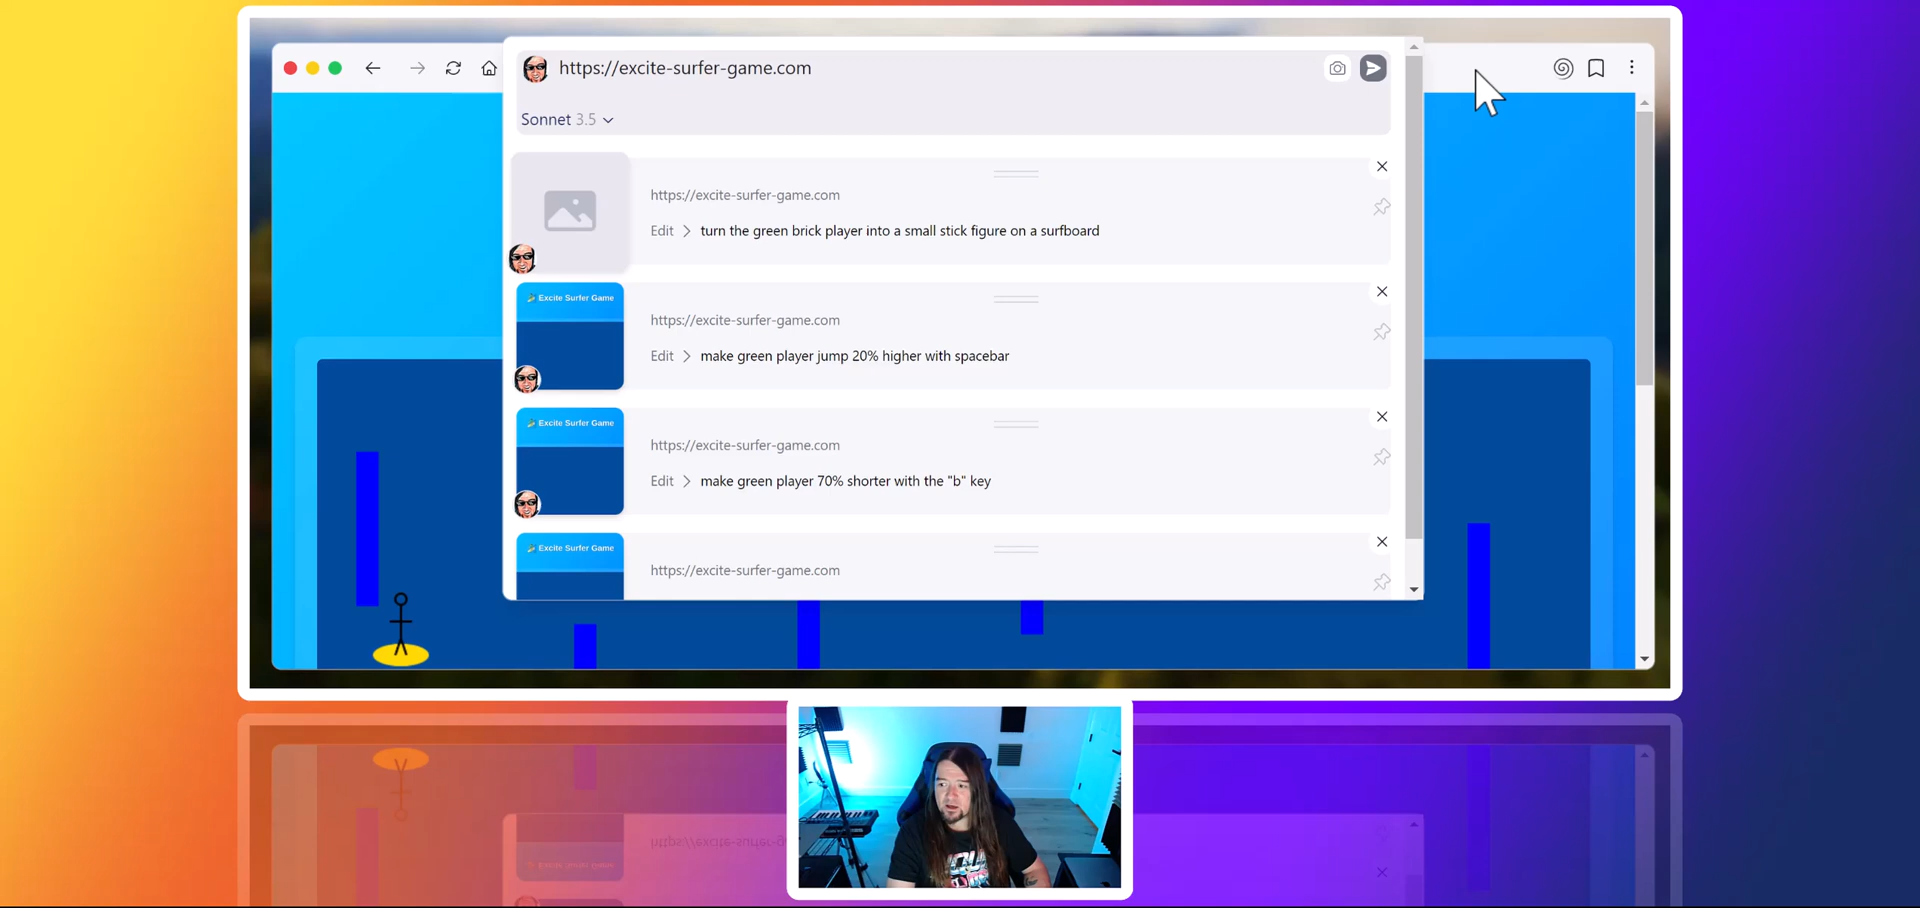 https://excite-surfer-game.com
Sonnet 3.5
https://excite-surfer-game.com
Edit > turn the green brick player into a small stick figure on a surfboard
Excite Surfer Game
https://excite-surfer-game.com
Edit > make green player jump 20% higher with spacebar
Excite Surfer Game
https://excite-surfer-game.com
Edit > make green player 70% shorter with the "b" key
Excite Surfer Game
https://excite-surfer-game.com